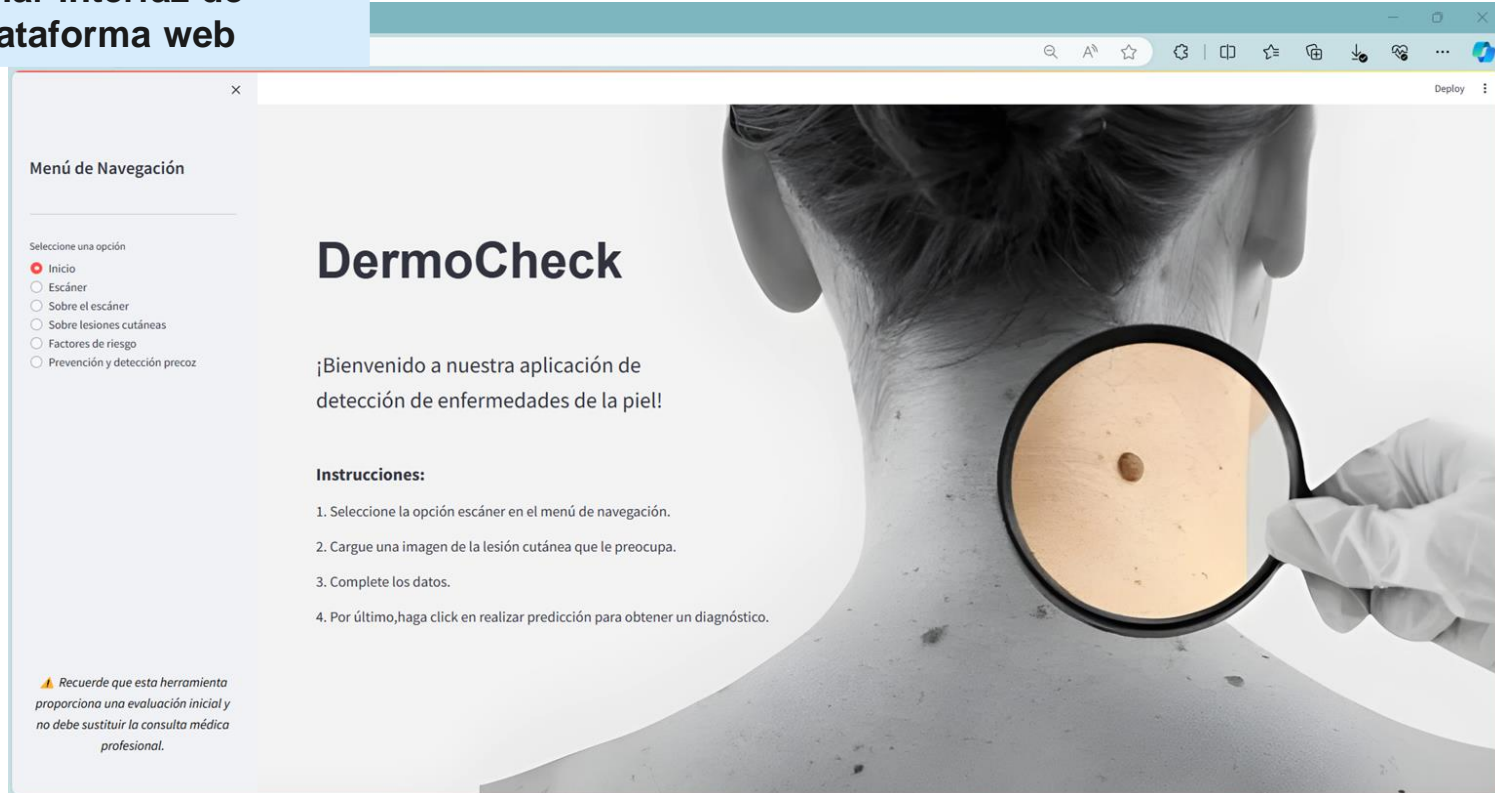 ataforma web
Deploy
Menú de Navegación
Seleccione una opción
Inicio
Escáner
Sobre el escáner
Sobre lesiones cutáneas
Factores de riesgo
Prevención y detección precoz
⚠ Recuerde que esta herramienta
proporciona una evaluación inicial y
no debe sustituir la consulta médica
profesional.
DermoCheck
¡Bienvenido a nuestra aplicación de
detección de enfermedades de la piel!
Instrucciones:
1. Seleccione la opción escáner en el menú de navegación.
2. Cargue una imagen de la lesión cutánea que le preocupa.
3. Complete los datos.
4. Por último,haga click en realizar predicción para obtener un diagnóstico.